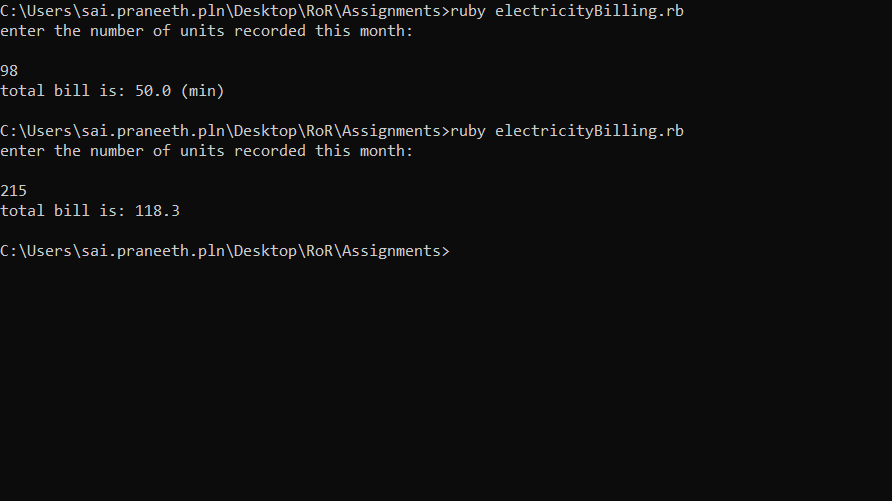 C:\Users\sai.praneeth.pln\Desktop\RoR\Assignments>ruby electricityBilling.rb
enter the number of units recorded this month:
98
total bill is: 50.0 (min)
C:\Users\sai.praneeth.pln\Desktop\RoR\Assignments>ruby electricityBilling.rb
enter the number of units recorded this month:
215
total bill is: 118.3
C:\Users\sai.praneeth.pln\Desktop\RoR\Assignments>